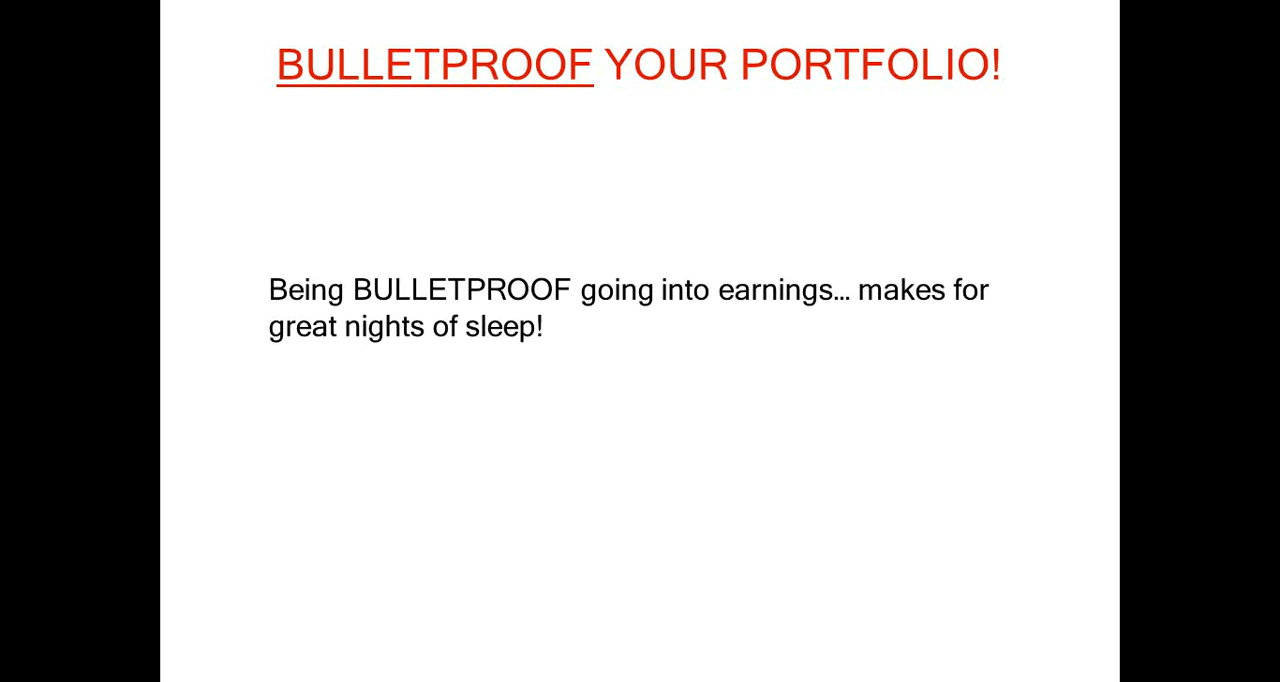 BULLETPROOF YOUR PORTFOLIO!
Being BULLETPROOF going into earnings... makes for
great nights of sleep!